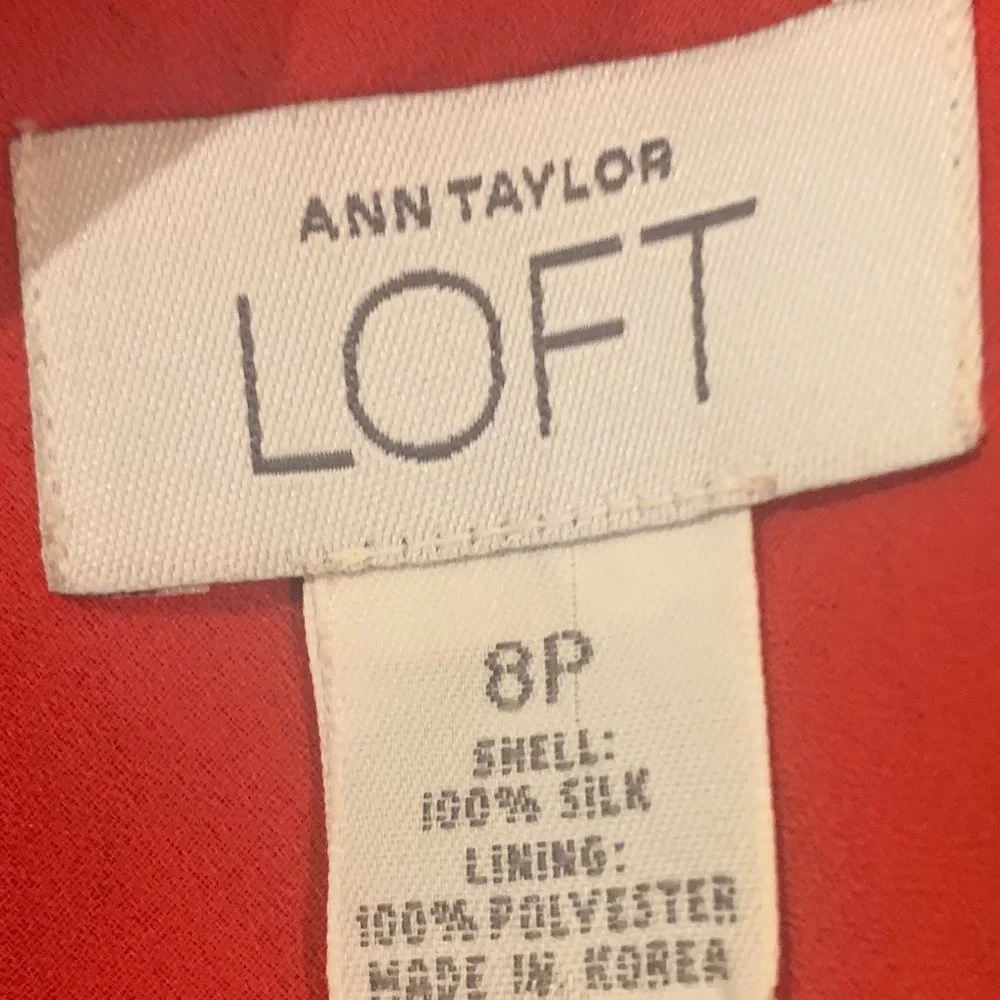 ANN TAYLOR
LOFT
8P
SHELL:
100% SILK
LINING:
100% POLYESTER
MADE IN KOREA